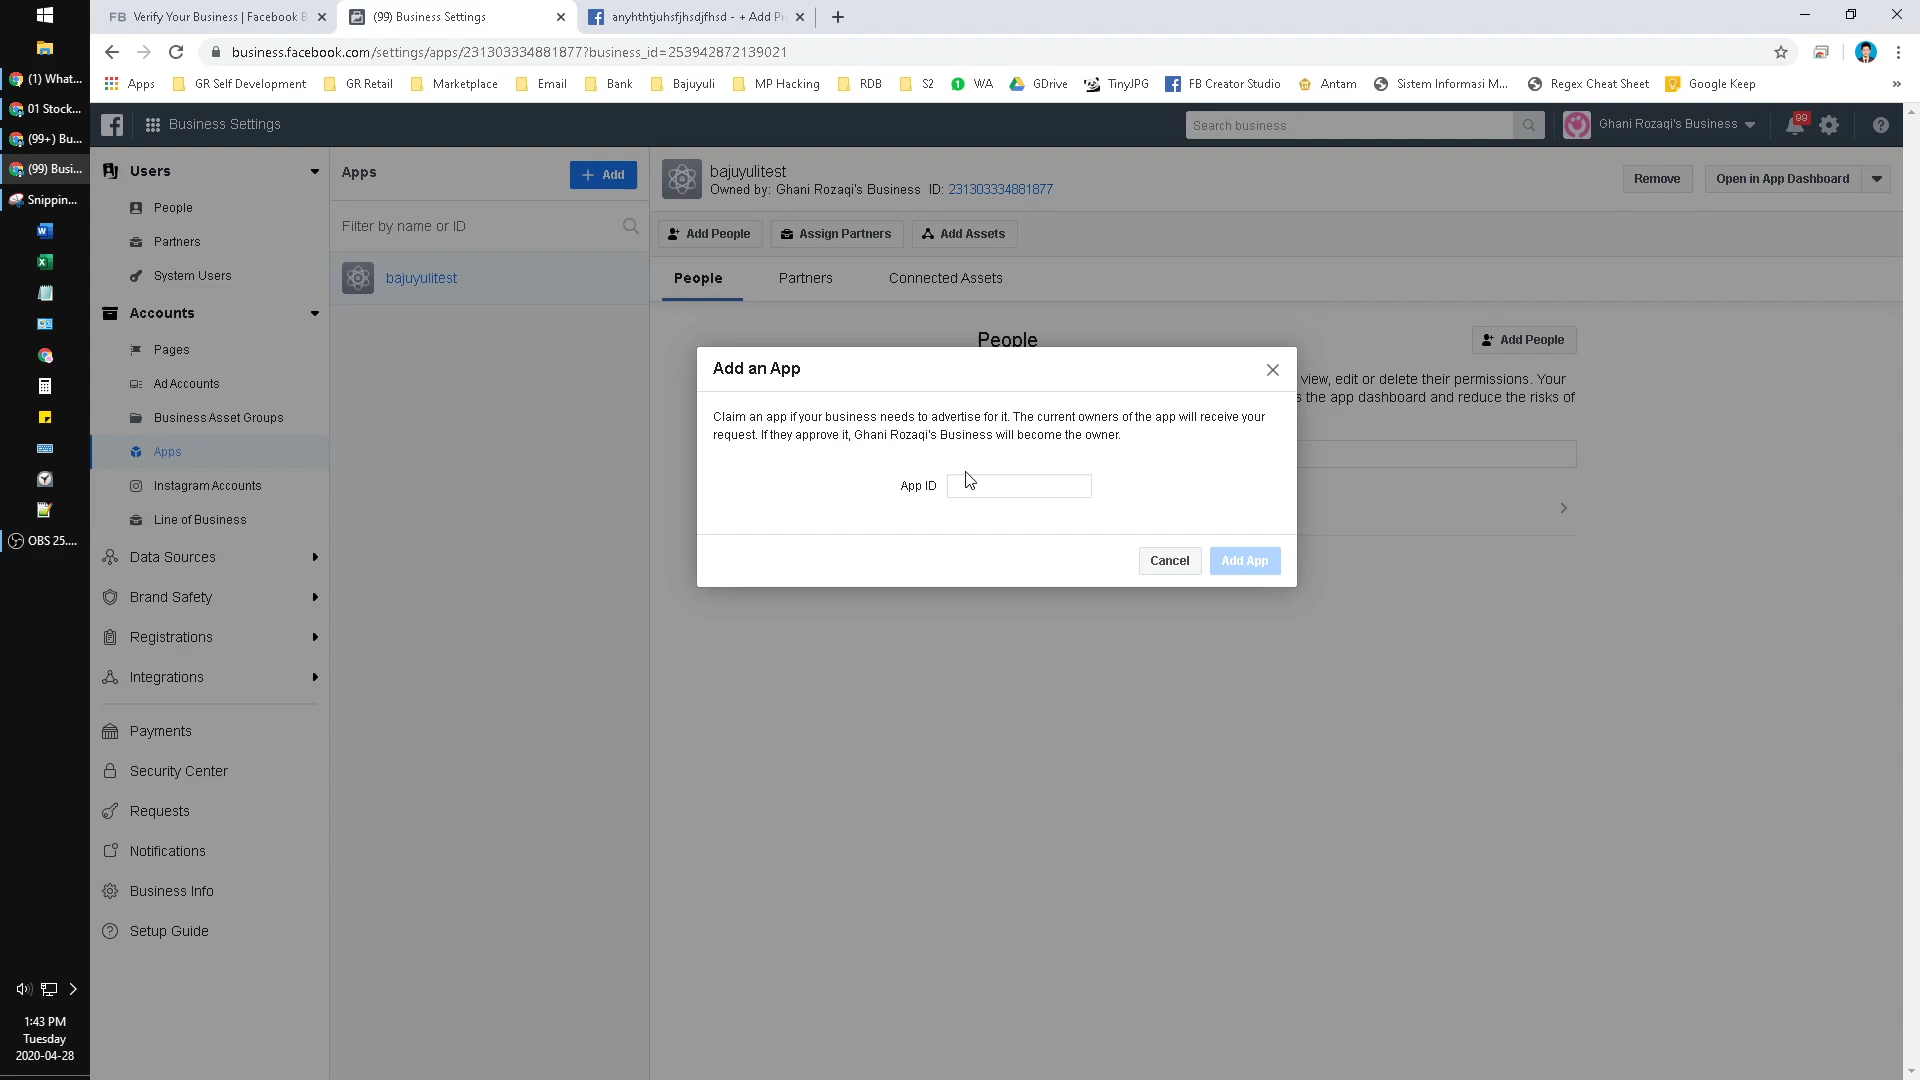 Verify Your Business | Facebook B
(99) Business Settings
anyhthtjuhsfjhsdjfhsd - + Add Pr
business.facebook.com/settings/apps/231303334881877?business_id=253942872139021
Apps
GR Self Development
GR Retail
Marketplace
Email
Bank
Bajuyuli
MP Hacking
RDB
S2
WA
GDrive
TinyJPG
FB Creator Studio
Antam
Sistem Informasi M...
Regex Cheat Sheet
Google Keep
»
(1) What...
01 Stock...
(99+) Bu...
(99) Busi...
Snippin...
OBS 25....
1:43 PM
Tuesday
2020-04-28
Business Settings
Search business
Ghani Rozaqi's Business
99
Users
People
Partners
System Users
Accounts
Pages
Ad Accounts
Business Asset Groups
Apps
Instagram Accounts
Line of Business
Data Sources
Brand Safety
Registrations
Integrations
Payments
Security Center
Requests
Notifications
Business Info
Setup Guide
Apps
+ Add
Filter by name or ID
bajuyulitest
bajuyulitest
Owned by: Ghani Rozaqi's Business ID: 231303334881877
Remove
Open in App Dashboard
Add People
Assign Partners
Add Assets
People
Partners
Connected Assets
People
Add People
view, edit or delete their permissions. Your
s the app dashboard and reduce the risks of
Add an App
Claim an app if your business needs to advertise for it. The current owners of the app will receive your
request. If they approve it, Ghani Rozaqi's Business will become the owner.
App ID
Cancel
Add App